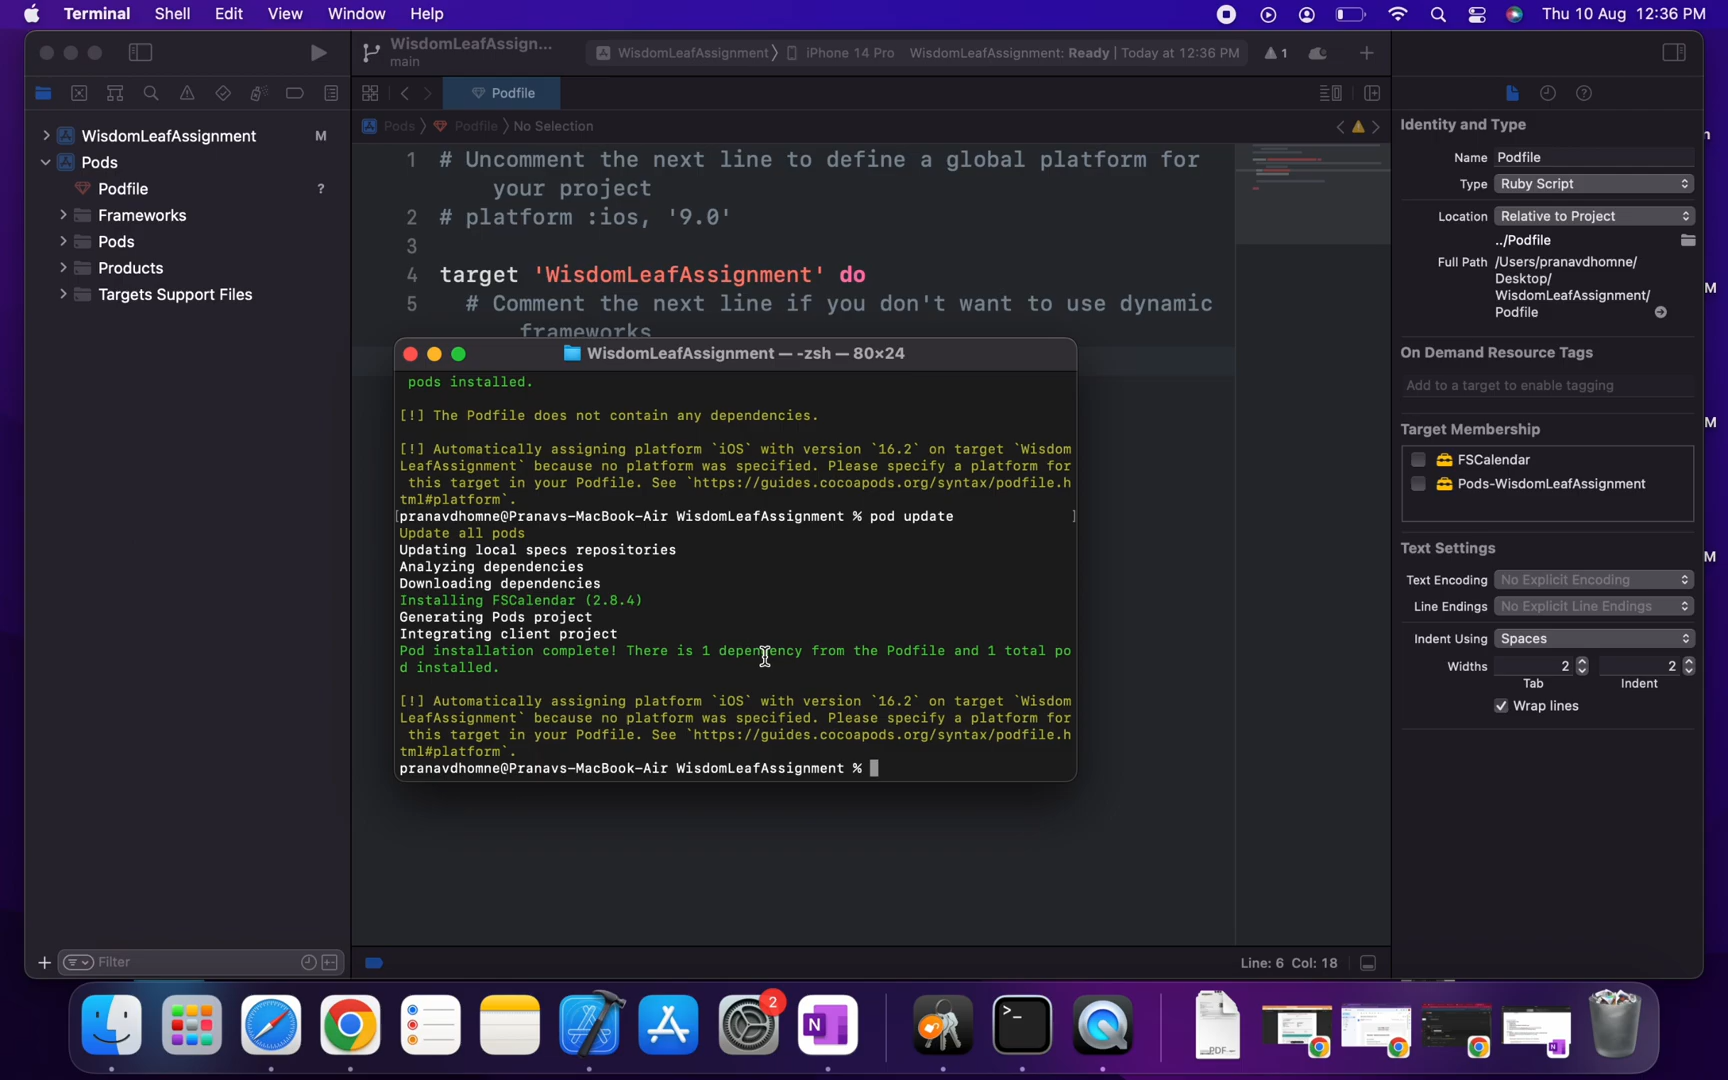 Terminal Shell Edit View Window Help Thu 10 Aug 12:36 PM
WisdomLeafAssign...
main
WisdomLeafAssignment iPhone 14 Pro WisdomLeafAssignment: Ready | Today at 12:36 PM 1
Podfile
Pods Podfile No Selection
WisdomLeafAssignment M
Pods
Podfile ?
Frameworks
Pods
Products
Targets Support Files
Filter
1 # Uncomment the next line to define a global platform for
your project
2 # platform :ios, '9.0'
3
4 target 'WisdomLeafAssignment' do
5 # Comment the next line if you don't want to use dynamic
frameworks
WisdomLeafAssignment — -zsh — 80×24
pods installed.
[!] The Podfile does not contain any dependencies.
[!] Automatically assigning platform `iOS` with version `16.2` on target `Wisdom
LeafAssignment` because no platform was specified. Please specify a platform for
this target in your Podfile. See `https://guides.cocoapods.org/syntax/podfile.h
tml#platform`.
[pranavdhomne@Pranavs-MacBook-Air WisdomLeafAssignment % pod update ]
Update all pods
Updating local specs repositories
Analyzing dependencies
Downloading dependencies
Installing FSCalendar (2.8.4)
Generating Pods project
Integrating client project
Pod installation complete! There is 1 dependency from the Podfile and 1 total po
d installed.
[!] Automatically assigning platform `iOS` with version `16.2` on target `Wisdom
LeafAssignment` because no platform was specified. Please specify a platform for
this target in your Podfile. See `https://guides.cocoapods.org/syntax/podfile.h
tml#platform`.
pranavdhomne@Pranavs-MacBook-Air WisdomLeafAssignment %
Line: 6 Col: 18
Identity and Type
Name Podfile
Type Ruby Script
Location Relative to Project
../Podfile
Full Path /Users/pranavdhomne/
Desktop/
WisdomLeafAssignment/
Podfile
On Demand Resource Tags
Add to a target to enable tagging
Target Membership
FSCalendar
Pods-WisdomLeafAssignment
Text Settings
Text Encoding No Explicit Encoding
Line Endings No Explicit Line Endings
Indent Using Spaces
Widths 2 2
Tab Indent
Wrap lines
M
M
M
2
N
>_
PDF